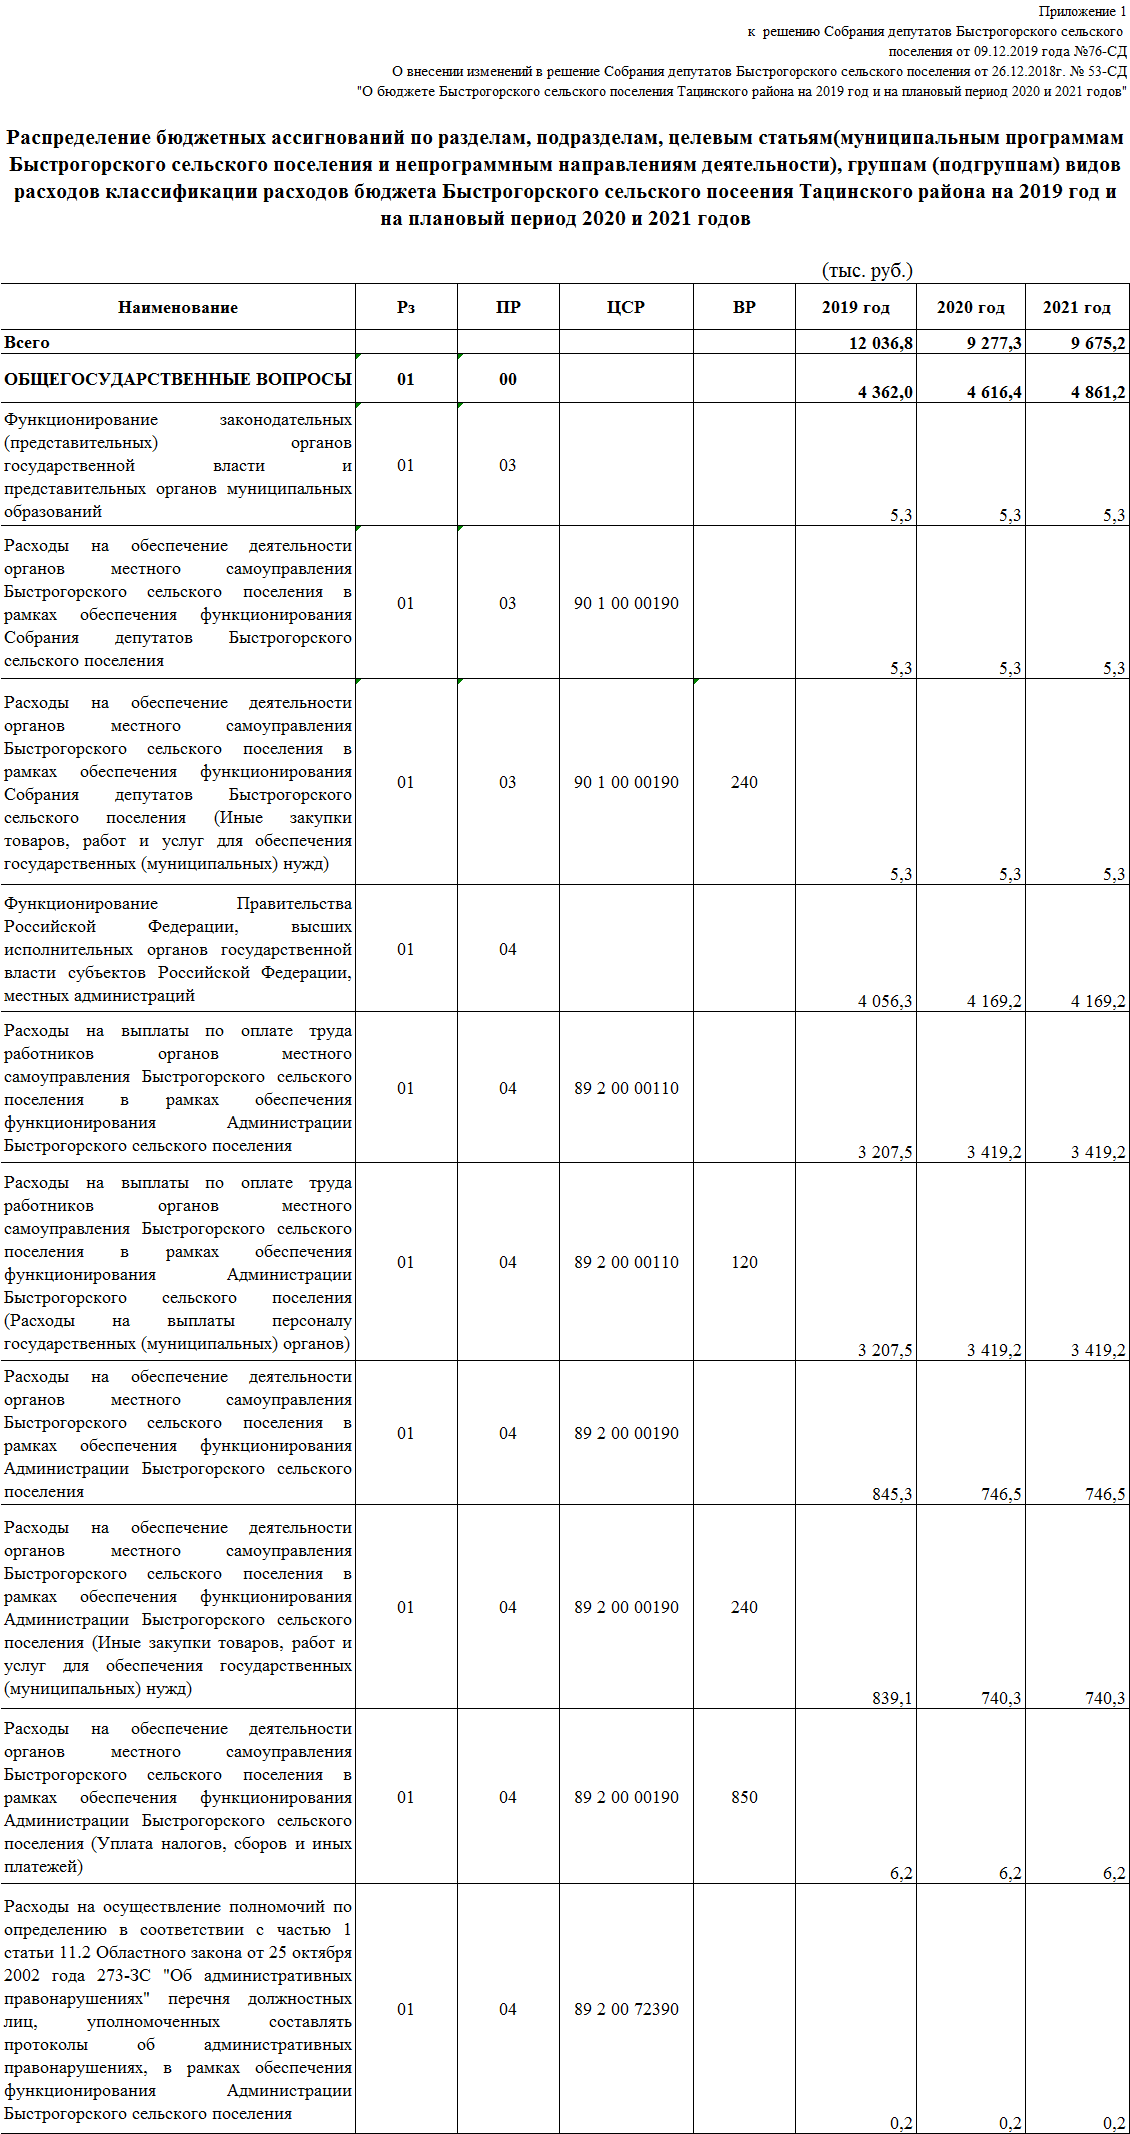 Приложение 1
к решению Собрания депутатов Быстрогорского сельского
поселения от 09.12.2019 года №76-СД
О внесении изменений в решение Собрания депутатов Быстрогорского сельского поселения от 26.12.2018г. № 53-СД
"О бюджете Быстрогорского сельского поселения Тацинского района на 2019 год и на плановый период 2020 и 2021 годов"
Распределение бюджетных ассигнований по разделам, подразделам, целевым статьям(муниципальным программам
Быстрогорского сельского поселения и непрограммным направлениям деятельности), группам (подгруппам) видов
расходов классификации расходов бюджета Быстрогорского сельского посеения Тацинского района на 2019 год и
на плановый период 2020 и 2021 годов
(тыс. руб.)
Наименование Рз ПР ЦСР ВР 2019 год 2020 год 2021 год
Всего 12 036,8 9 277,3 9 675,2
ОБЩЕГОСУДАРСТВЕННЫЕ ВОПРОСЫ 01 00 4 362,0 4 616,4 4 861,2
Функционирование законодательных
(представительных) органов
государственной власти и
представительных органов муниципальных
образований
01 03 5,3 5,3 5,3
Расходы на обеспечение деятельности
органов местного самоуправления
Быстрогорского сельского поселения в
рамках обеспечения функционирования
Собрания депутатов Быстрогорского
сельского поселения
01 03 90 1 00 00190 5,3 5,3 5,3
Расходы на обеспечение деятельности
органов местного самоуправления
Быстрогорского сельского поселения в
рамках обеспечения функционирования
Собрания депутатов Быстрогорского
сельского поселения (Иные закупки
товаров, работ и услуг для обеспечения
государственных (муниципальных) нужд)
01 03 90 1 00 00190 240 5,3 5,3 5,3
Функционирование Правительства
Российской Федерации, высших
исполнительных органов государственной
власти субъектов Российской Федерации,
местных администраций
01 04 4 056,3 4 169,2 4 169,2
Расходы на выплаты по оплате труда
работников органов местного
самоуправления Быстрогорского сельского
поселения в рамках обеспечения
функционирования Администрации
Быстрогорского сельского поселения
01 04 89 2 00 00110 3 207,5 3 419,2 3 419,2
Расходы на выплаты по оплате труда
работников органов местного
самоуправления Быстрогорского сельского
поселения в рамках обеспечения
функционирования Администрации
Быстрогорского сельского поселения
(Расходы на выплаты персоналу
государственных (муниципальных) органов)
01 04 89 2 00 00110 120 3 207,5 3 419,2 3 419,2
Расходы на обеспечение деятельности
органов местного самоуправления
Быстрогорского сельского поселения в
рамках обеспечения функционирования
Администрации Быстрогорского сельского
поселения
01 04 89 2 00 00190 845,3 746,5 746,5
Расходы на обеспечение деятельности
органов местного самоуправления
Быстрогорского сельского поселения в
рамках обеспечения функционирования
Администрации Быстрогорского сельского
поселения (Иные закупки товаров, работ и
услуг для обеспечения государственных
(муниципальных) нужд)
01 04 89 2 00 00190 240 839,1 740,3 740,3
Расходы на обеспечение деятельности
органов местного самоуправления
Быстрогорского сельского поселения в
рамках обеспечения функционирования
Администрации Быстрогорского сельского
поселения (Уплата налогов, сборов и иных
платежей)
01 04 89 2 00 00190 850 6,2 6,2 6,2
Расходы на осуществление полномочий по
определению в соответствии с частью 1
статьи 11.2 Областного закона от 25 октября
2002 года 273-ЗС "Об административных
правонарушениях" перечня должностных
лиц, уполномоченных составлять
протоколы об административных
правонарушениях, в рамках обеспечения
функционирования Администрации
Быстрогорского сельского поселения
01 04 89 2 00 72390 0,2 0,2 0,2